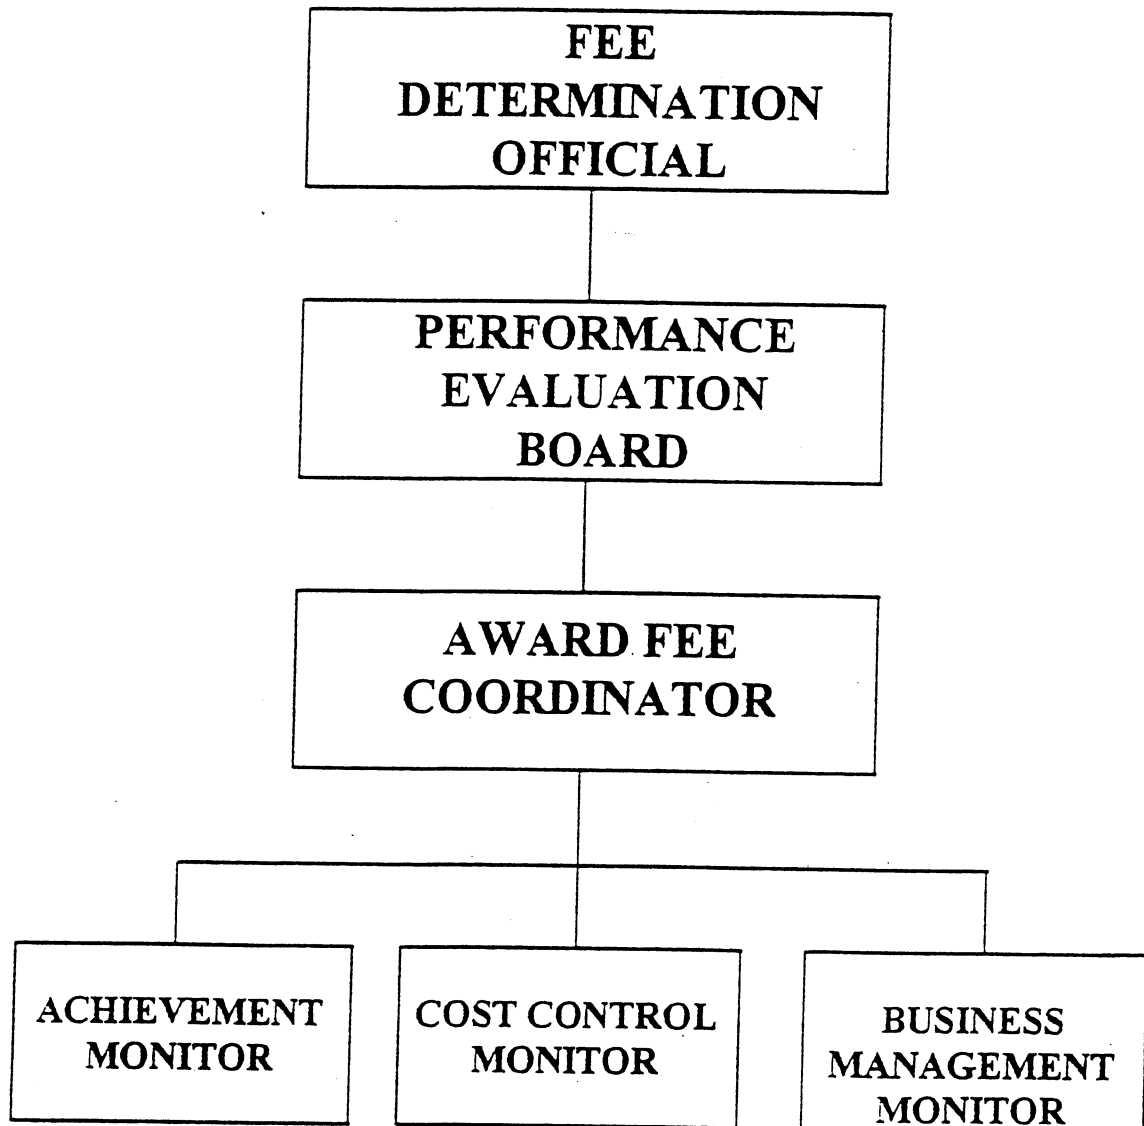 FEE
DETERMINATION
OFFICIAL
PERFORMANCE
EVALUATION
BOARD
AWARD FEE
COORDINATOR
ACHIEVEMENT
MONITOR
COST CONTROL
MONITOR
BUSINESS
MANAGEMENT
MONITOR